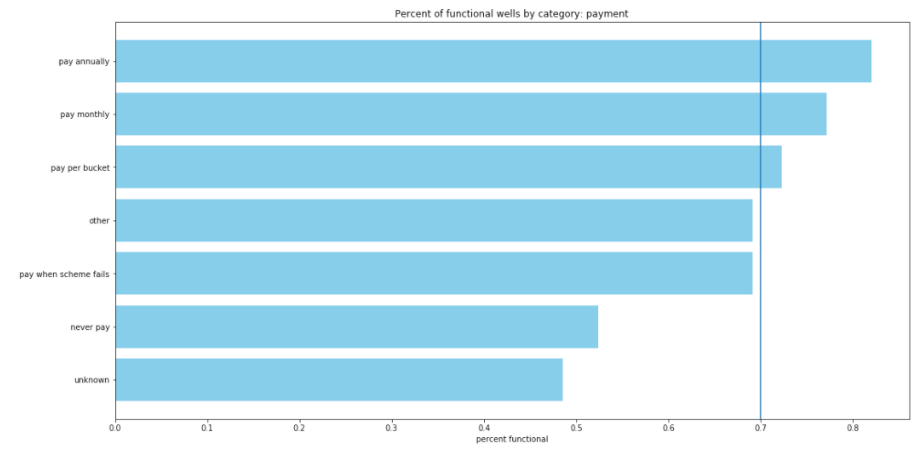 Percent of functional wells by category: payment
pay annually
pay monthly
pay per bucket
other
pay when scheme fails
never pay
unknown
0.0 0.1 0.2 0.3 0.4 0.5 0.6 0.7 0.8
percent functional